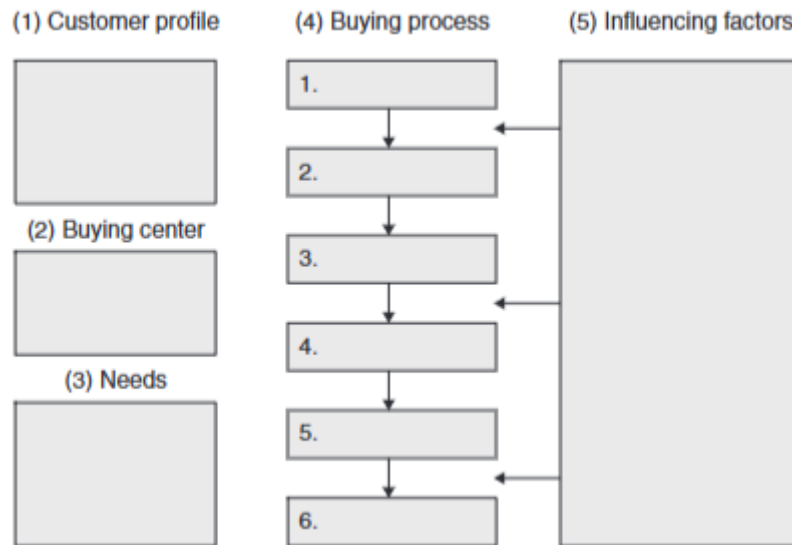 (1) Customer profile
(4) Buying process
(5) Influencing factors
1.
2.
(2) Buying center
3.
4.
(3) Needs
5.
6.